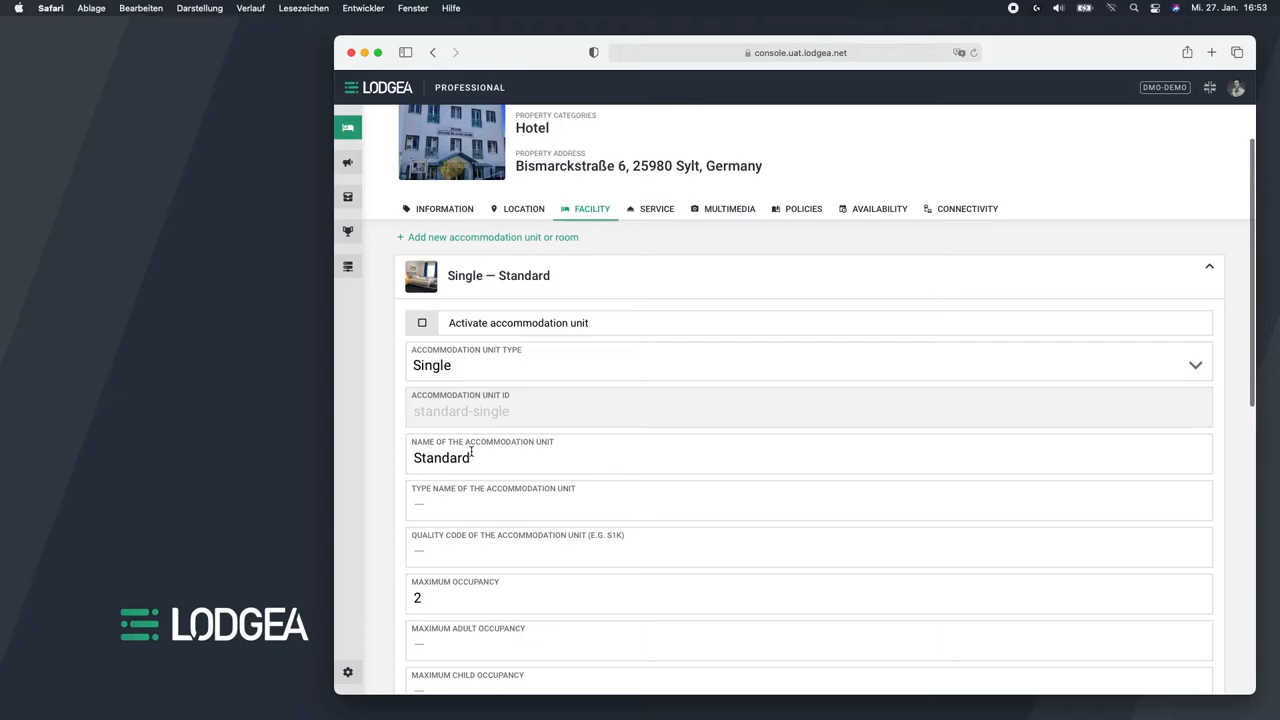 Safari Ablage Bearbeiten Darstellung Verlauf Lesezeichen Entwickler Fenster Hilfe Mi. 27. Jan. 16:53
console.uat.lodgea.net
LODGEA PROFESSIONAL DMO-DEMO
PROPERTY CATEGORIES
Hotel
PROPERTY ADDRESS
Bismarckstraße 6, 25980 Sylt, Germany
INFORMATION LOCATION FACILITY SERVICE MULTIMEDIA POLICIES AVAILABILITY CONNECTIVITY
+ Add new accommodation unit or room
Single — Standard
Activate accommodation unit
ACCOMMODATION UNIT TYPE
Single
ACCOMMODATION UNIT ID
standard-single
NAME OF THE ACCOMMODATION UNIT
Standard
TYPE NAME OF THE ACCOMMODATION UNIT
—
QUALITY CODE OF THE ACCOMMODATION UNIT (E.G. S1K)
—
MAXIMUM OCCUPANCY
2
MAXIMUM ADULT OCCUPANCY
—
MAXIMUM CHILD OCCUPANCY
—
LODGEA